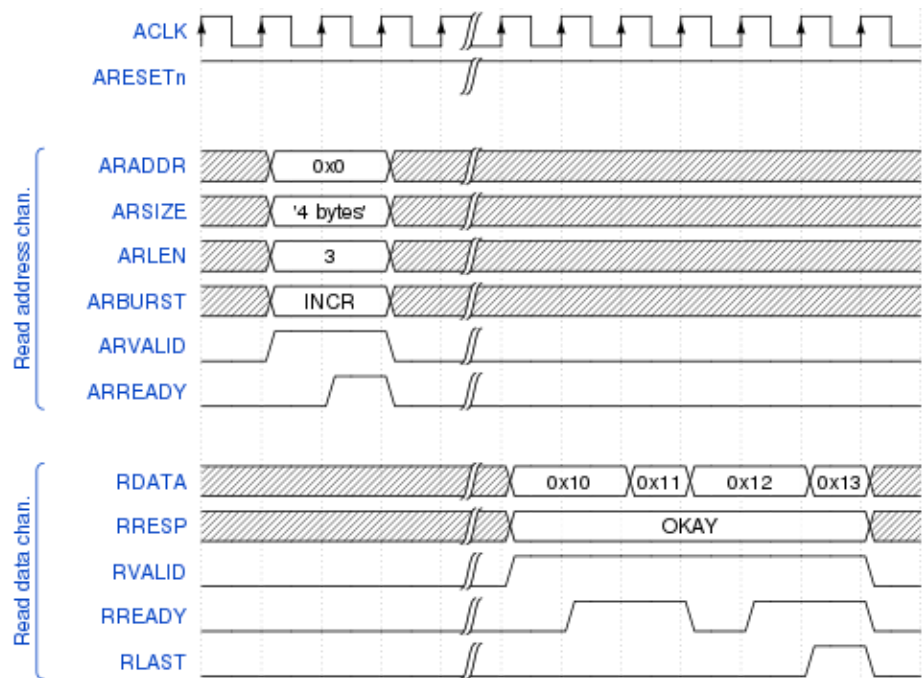 ACLK
ARESETn
Read address chan.
ARADDR 0x0
ARSIZE '4 bytes'
ARLEN 3
ARBURST INCR
ARVALID
ARREADY
Read data chan.
RDATA 0x10 0x11 0x12 0x13
RRESP OKAY
RVALID
RREADY
RLAST